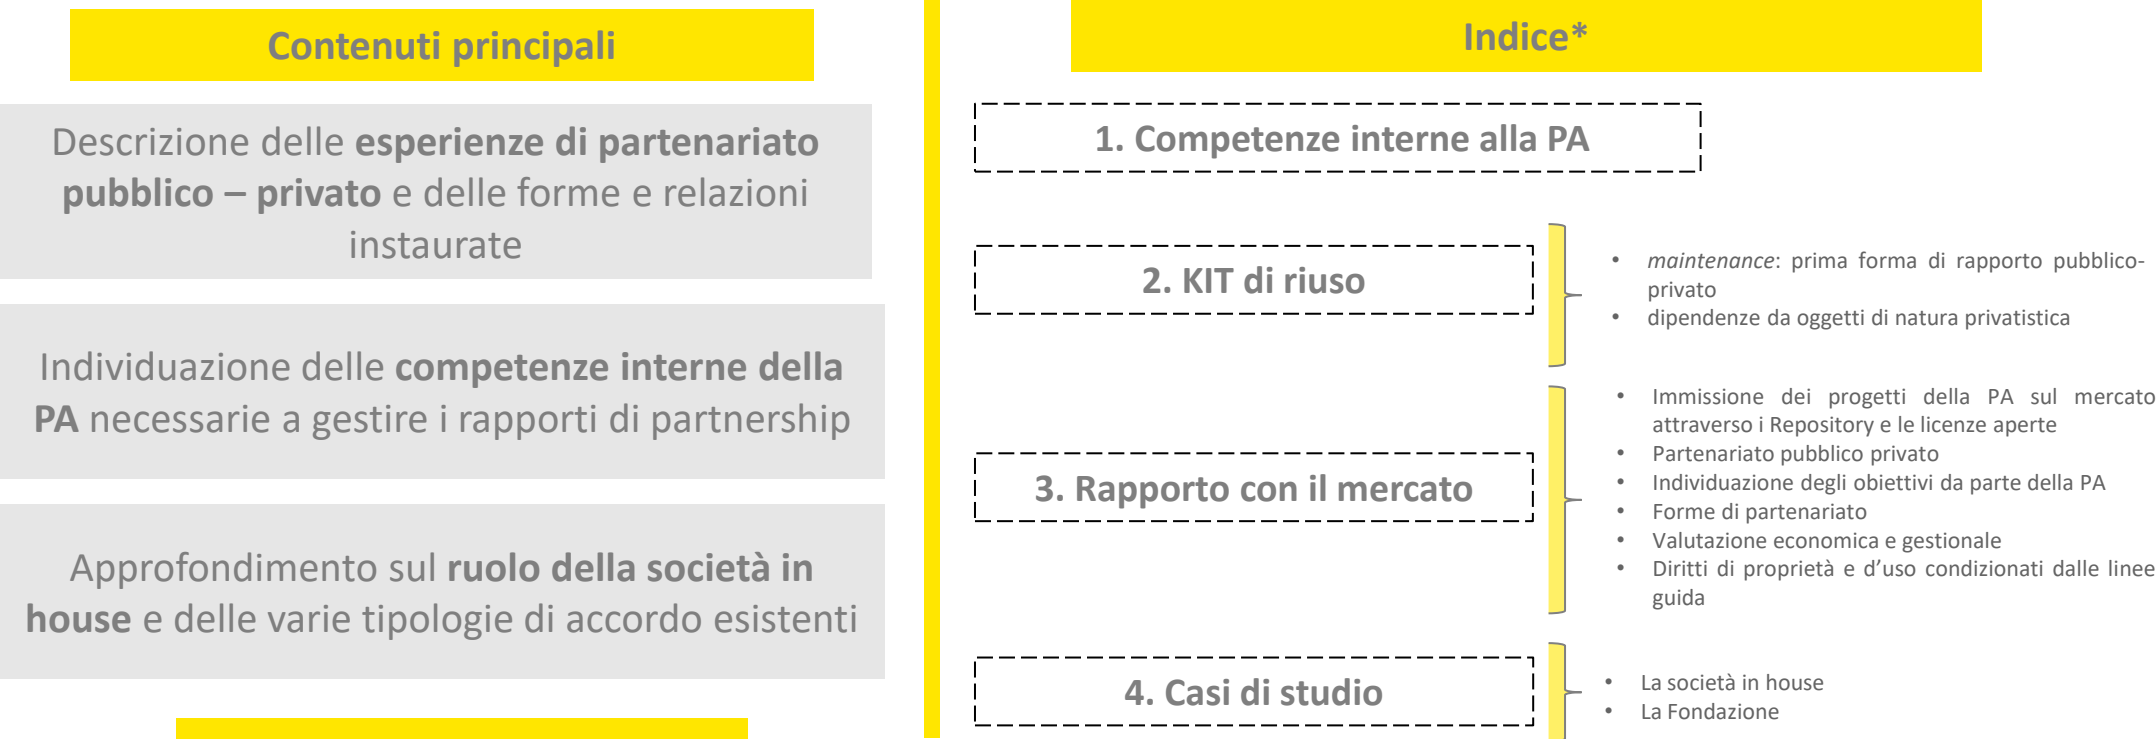 Contenuti principali
Descrizione delle esperienze di partenariato
pubblico – privato e delle forme e relazioni
instaurate
Individuazione delle competenze interne della
PA necessarie a gestire i rapporti di partnership
Approfondimento sul ruolo della società in
house e delle varie tipologie di accordo esistenti
Indice*
1. Competenze interne alla PA
2. KIT di riuso
• maintenance: prima forma di rapporto pubblico-
privato
• dipendenze da oggetti di natura privatistica
3. Rapporto con il mercato
• Immissione dei progetti della PA sul mercato
attraverso i Repository e le licenze aperte
• Partenariato pubblico privato
• Individuazione degli obiettivi da parte della PA
• Forme di partenariato
• Valutazione economica e gestionale
• Diritti di proprietà e d’uso condizionati dalle linee
guida
4. Casi di studio
• La società in house
• La Fondazione